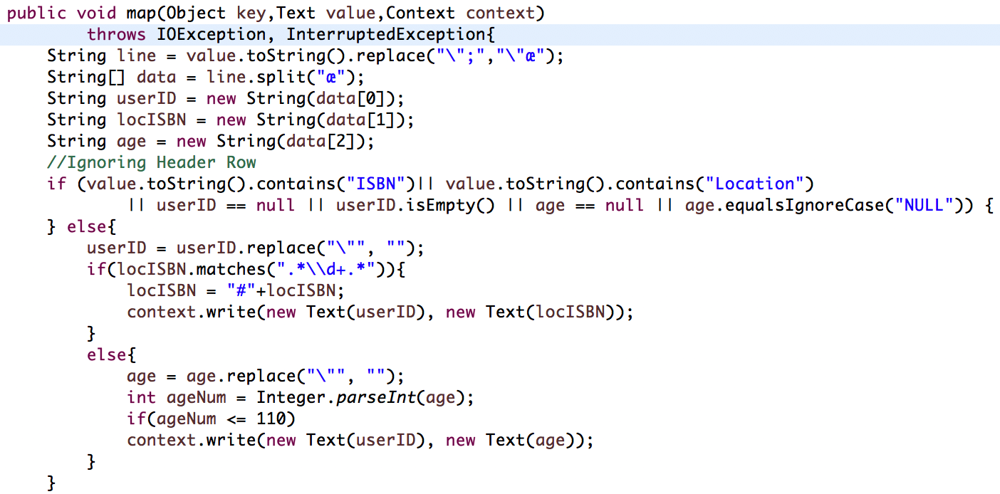 public void map(Object key,Text value,Context context)
        throws IOException, InterruptedException{
    String line = value.toString().replace("\";","\"æ");
    String[] data = line.split("æ");
    String userID = new String(data[0]);
    String locISBN = new String(data[1]);
    String age = new String(data[2]);
    //Ignoring Header Row
    if (value.toString().contains("ISBN")|| value.toString().contains("Location")
            || userID == null || userID.isEmpty() || age == null || age.equalsIgnoreCase("NULL")) {
    } else{
        userID = userID.replace("\"", "");
        if(locISBN.matches(".*\\d+.*")){
            locISBN = "#"+locISBN;
            context.write(new Text(userID), new Text(locISBN));
        }
        else{
            age = age.replace("\"", "");
            int ageNum = Integer.parseInt(age);
            if(ageNum <= 110)
            context.write(new Text(userID), new Text(age));
        }
    }